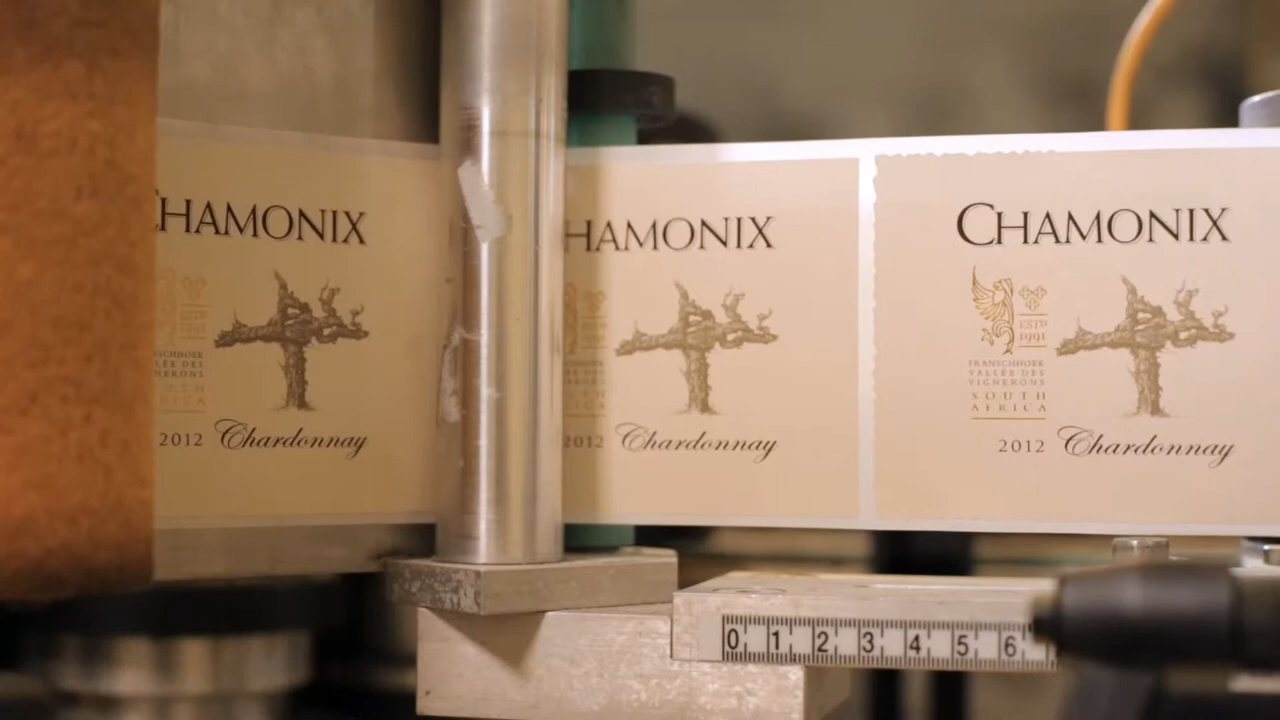 CHAMONIX
2012 Chardonnay
HAMONIX
2012 Chardonnay
CHAMONIX
ESTD
1991
FRANSCHHOEK
VALLÉE DES
VIGNERONS
SOUTH
AFRICA
2012 Chardonnay
0 1 2 3 4 5 6